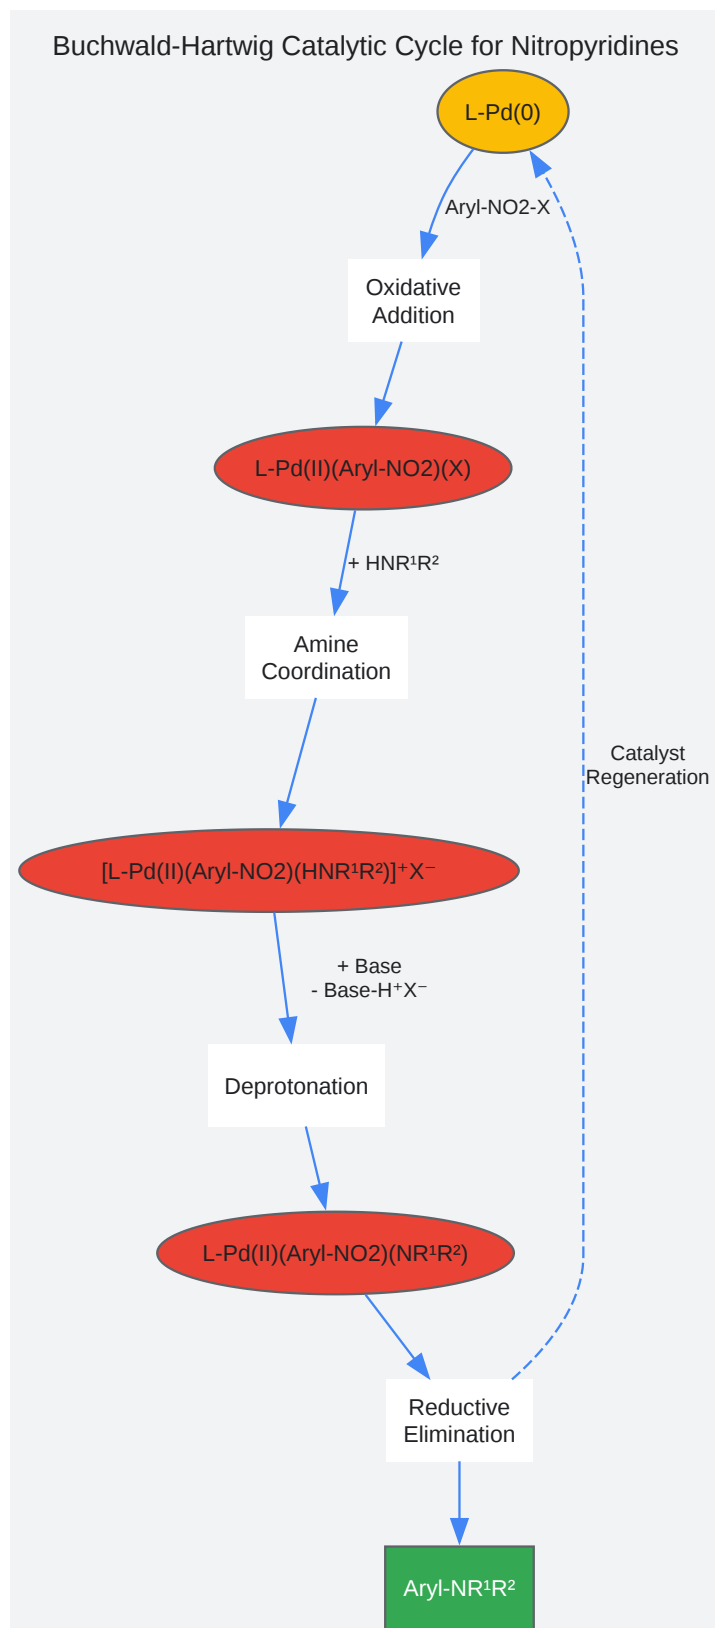 Buchwald-Hartwig Catalytic Cycle for Nitropyridines
L-Pd(0)
Aryl-NO2-X
Oxidative
Addition
L-Pd(II)(Aryl-NO2)(X)
+ HNR¹R²
Amine
Coordination
Catalyst
Regeneration
[L-Pd(II)(Aryl-NO2)(HNR¹R²)]⁺X⁻
+ Base
- Base-H⁺X⁻
Deprotonation
L-Pd(II)(Aryl-NO2)(NR¹R²)
Reductive
Elimination
Aryl-NR¹R²